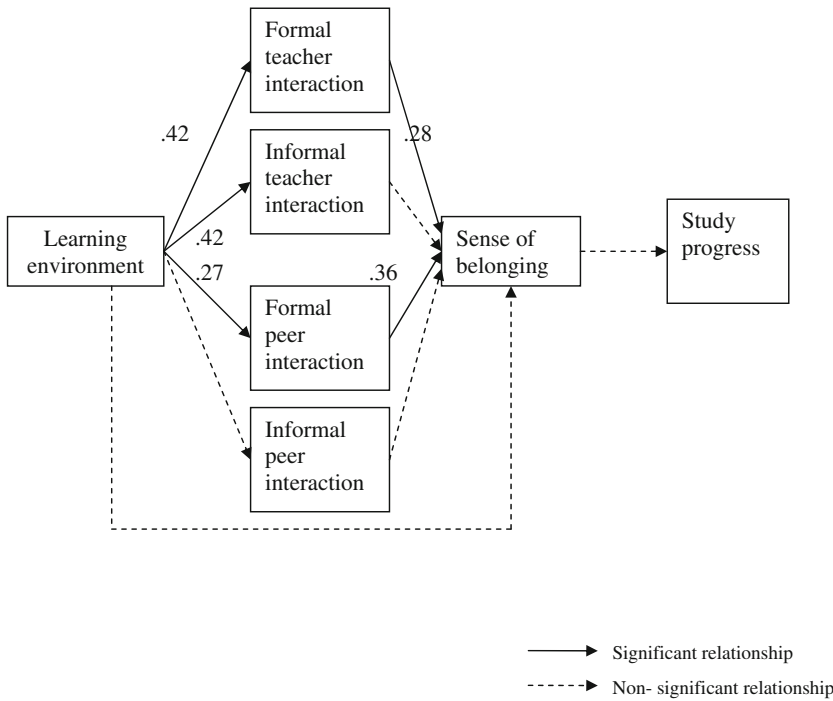 Formal
teacher
interaction
.42
.28
Informal
teacher
interaction
Learning
environment
.42
.27
.36
Sense of
belonging
Study
progress
Formal
peer
interaction
Informal
peer
interaction
Significant relationship
Non- significant relationship